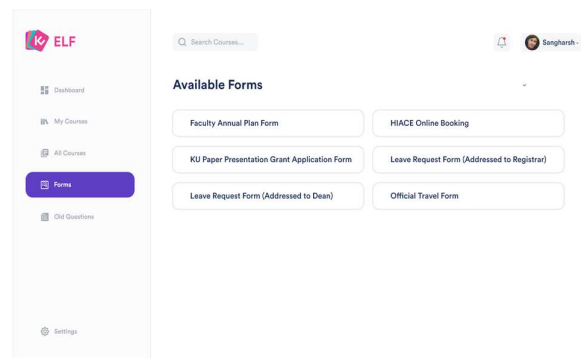 ELF
Search Courses...
Sangharsh
Dashboard
My Courses
All Courses
Forms
Old Questions
Settings
Available Forms
Faculty Annual Plan Form
HIACE Online Booking
KU Paper Presentation Grant Application Form
Leave Request Form (Addressed to Registrar)
Leave Request Form (Addressed to Dean)
Official Travel Form